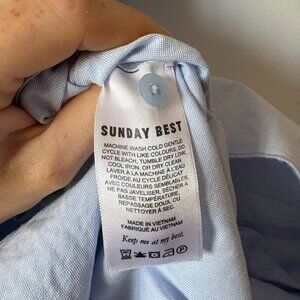 SUNDAY BEST
MACHINE WASH COLD GENTLE
CYCLE WITH LIKE COLOURS. DO
NOT BLEACH, TUMBLE DRY LOW,
COOL IRON, OR DRY CLEAN.
LAVER À LA MACHINE À L'EAU
FROIDE AU CYCLE DÉLICAT
AVEC COULEURS SEMBLABLES.
NE PAS JAVELISER, SÉCHER À
BASSE TEMPÉRATURE,
REPASSAGE DOUX, OU
NETTOYER À SEC.
MADE IN VIETNAM
FABRIQUÉ AU VIETNAM
Keep me at my best.